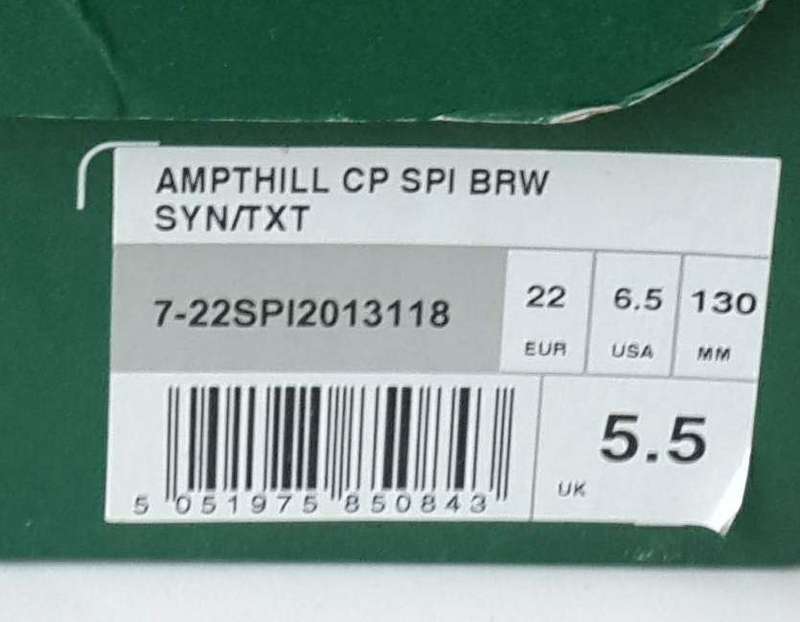 AMPTHILL CP SPI BRW
SYN/TXT
7-22SPI2013118
22
EUR
6.5
USA
130
MM
5 051975 850843
5.5
UK